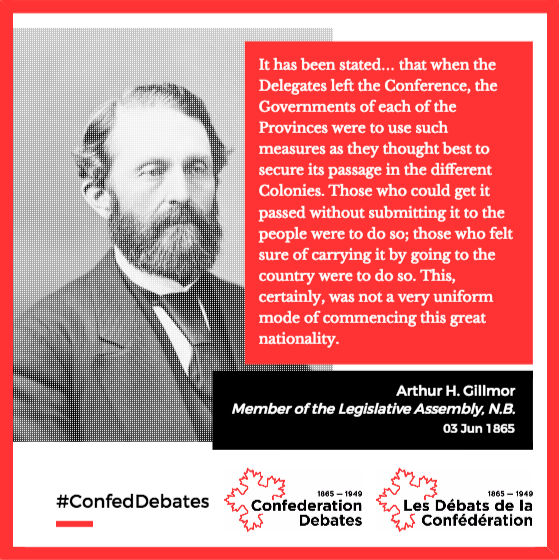 It has been stated... that when the
Delegates left the Conference, the
Governments of each of the
Provinces were to use such
measures as they thought best to
secure its passage in the different
Colonies. Those who could get it
passed without submitting it to the
people were to do so; those who felt
sure of carrying it by going to the
country were to do so. This,
certainly, was not a very uniform
mode of commencing this great
nationality.
Arthur H. Gillmor
Member of the Legislative Assembly, N.B.
03 Jun 1865
#ConfedDebates
1865 — 1949
Confederation
Debates
1865 — 1949
Les Débats de la
Confédération